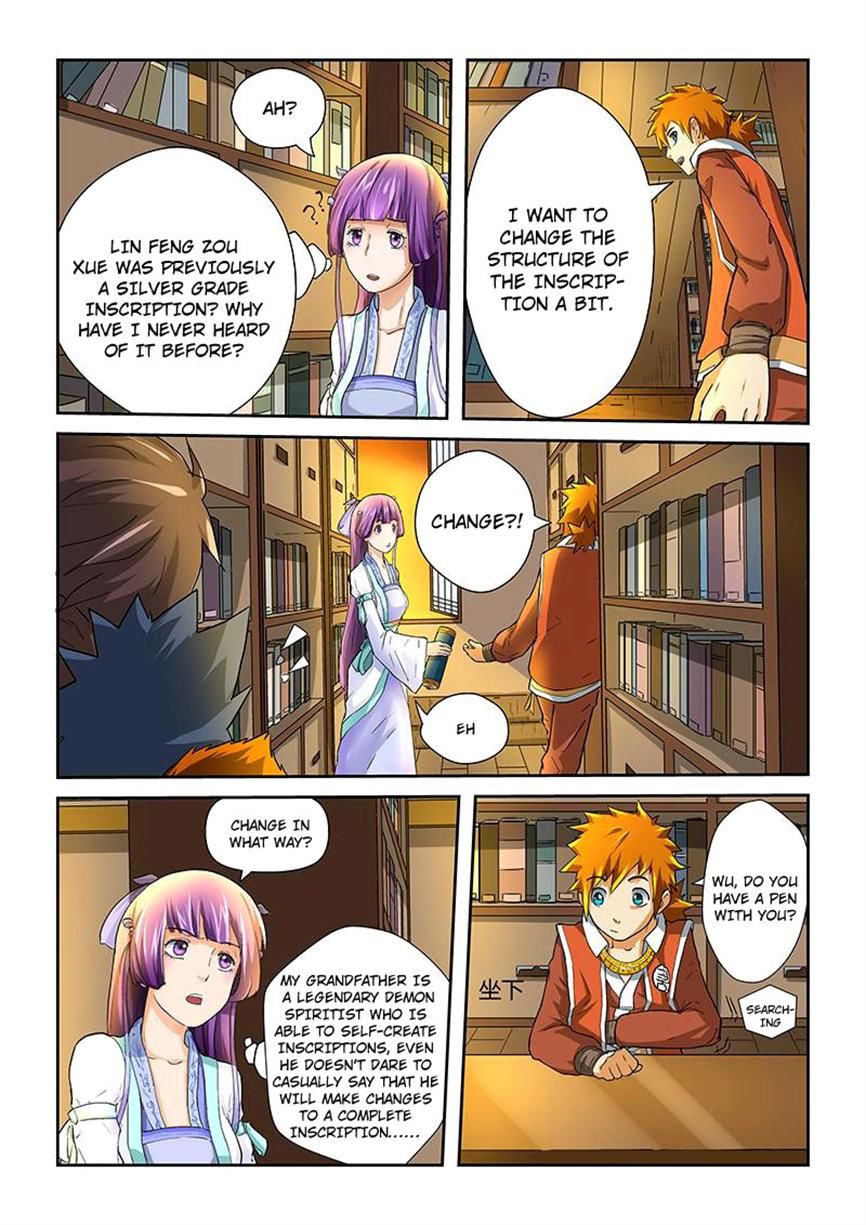 AH?
LIN FENG ZOU
XUE WAS PREVIOUSLY
A SILVER GRADE
INSCRIPTION? WHY
HAVE I NEVER HEARD
OF IT BEFORE?
??
I WANT TO
CHANGE THE
STRUCTURE OF
THE INSCRIP-
TION A BIT.
CHANGE?!
EH
CHANGE IN
WHAT WAY?
MY GRANDFATHER IS
A LEGENDARY DEMON
SPIRITIST WHO IS
ABLE TO SELF-CREATE
INSCRIPTIONS, EVEN
HE DOESN'T DARE TO
CASUALLY SAY THAT HE
WILL MAKE CHANGES
TO A COMPLETE
INSCRIPTION......
WU, DO YOU
HAVE A PEN
WITH YOU?
坐下
SEARCH-
ING